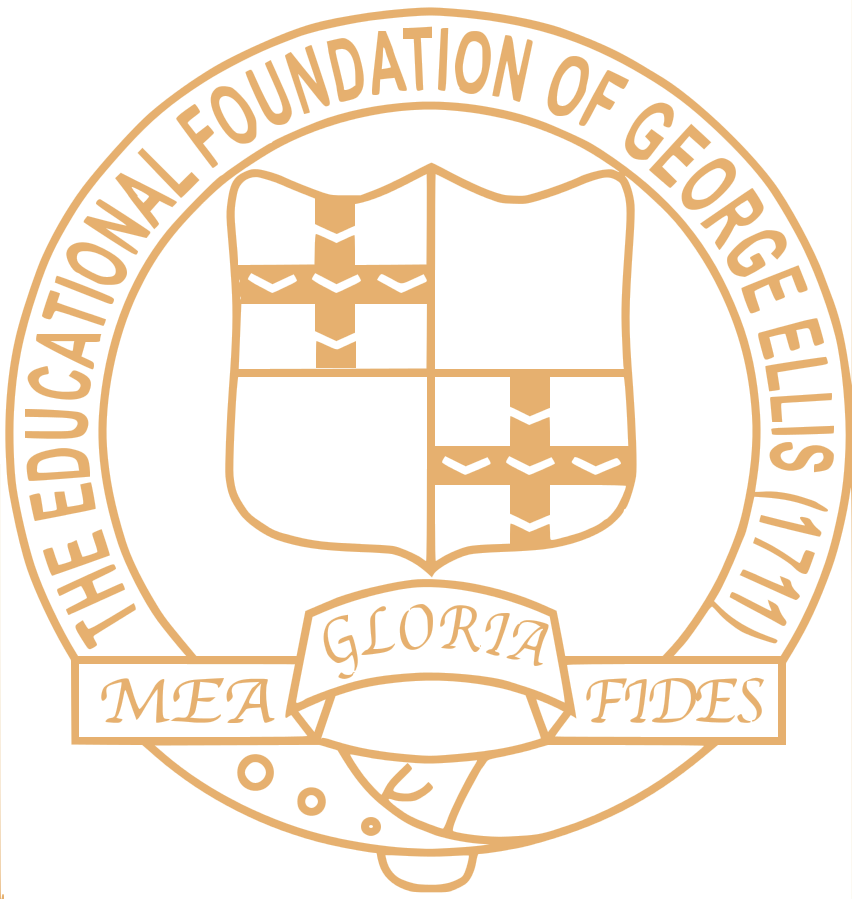 THE EDUCATIONAL FOUNDATION OF GEORGE ELLIS (1711)
MEA GLORIA FIDES